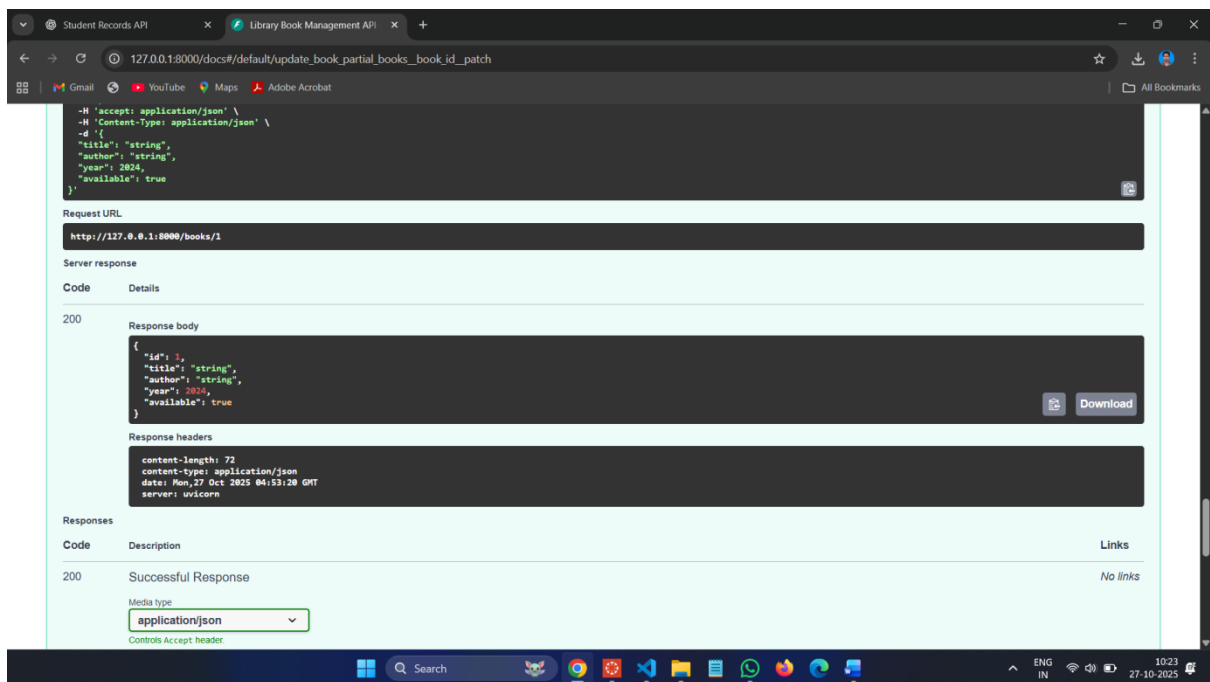 Student Records API
Library Book Management API
127.0.0.1:8000/docs#/default/update_book_partial_books__book_id__patch
Gmail YouTube Maps Adobe Acrobat All Bookmarks
-H 'accept: application/json' \
-H 'Content-Type: application/json' \
-d '{
"title": "string",
"author": "string",
"year": 2024,
"available": true
}'
Request URL
http://127.0.0.1:8000/books/1
Server response
Code Details
200
Response body
{
"id": 1,
"title": "string",
"author": "string",
"year": 2024,
"available": true
}
Download
Response headers
content-length: 72
content-type: application/json
date: Mon,27 Oct 2025 04:53:20 GMT
server: uvicorn
Responses
Code Description Links
200 Successful Response No links
Media type
application/json
Controls Accept header.
Search
ENG 10:23
IN 27-10-2025